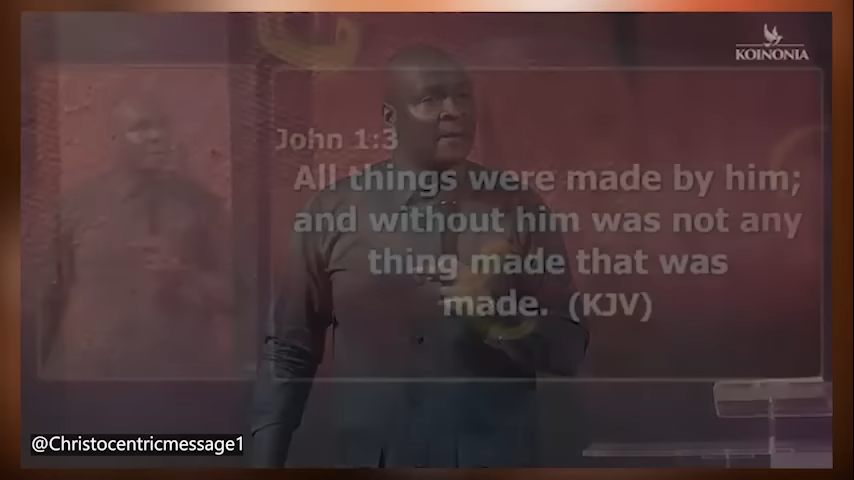 KOINONIA
John 1:3
All things were made by him;
and without him was not any
thing made that was
made. (KJV)
@Christocentricmessage1